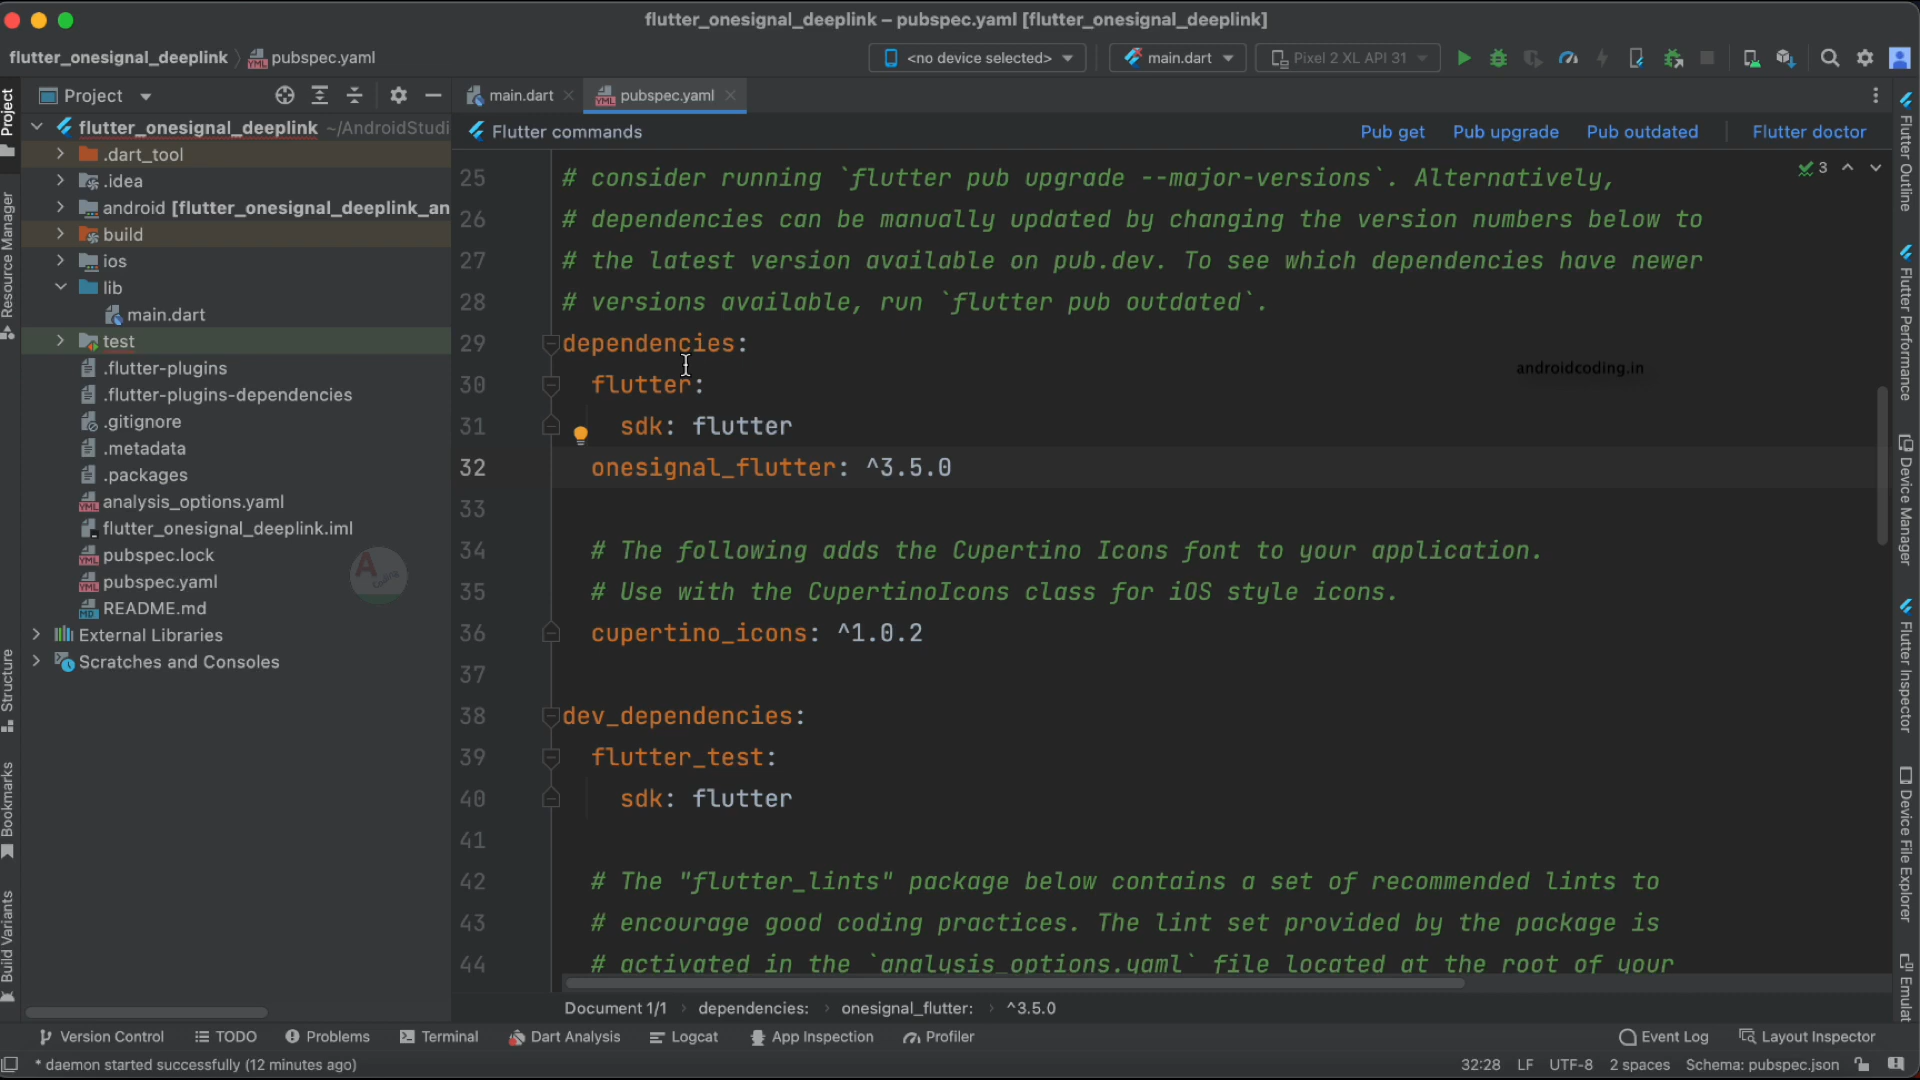 flutter_onesignal_deeplink – pubspec.yaml [flutter_onesignal_deeplink]
flutter_onesignal_deeplink pubspec.yaml
<no device selected> main.dart Pixel 2 XL API 31
Project
main.dart pubspec.yaml
Flutter commands
Pub get Pub upgrade Pub outdated Flutter doctor
flutter_onesignal_deeplink ~/AndroidStudi
.dart_tool
.idea
android [flutter_onesignal_deeplink_an
build
ios
lib
main.dart
test
.flutter-plugins
.flutter-plugins-dependencies
.gitignore
.metadata
.packages
analysis_options.yaml
flutter_onesignal_deeplink.iml
pubspec.lock
pubspec.yaml
README.md
External Libraries
Scratches and Consoles
3
25 # consider running `flutter pub upgrade --major-versions`. Alternatively,
26 # dependencies can be manually updated by changing the version numbers below to
27 # the latest version available on pub.dev. To see which dependencies have newer
28 # versions available, run `flutter pub outdated`.
29 dependencies:
androidcoding.in
30 flutter:
31 sdk: flutter
32 onesignal_flutter: ^3.5.0
33
34 # The following adds the Cupertino Icons font to your application.
35 # Use with the CupertinoIcons class for iOS style icons.
36 cupertino_icons: ^1.0.2
37
38 dev_dependencies:
39 flutter_test:
40 sdk: flutter
41
42 # The "flutter_lints" package below contains a set of recommended lints to
43 # encourage good coding practices. The lint set provided by the package is
44 # activated in the `analysis_options.yaml` file located at the root of your
Document 1/1 dependencies: onesignal_flutter: ^3.5.0
Project
Resource Manager
Structure
Bookmarks
Build Variants
Flutter Outline
Flutter Performance
Device Manager
Flutter Inspector
Device File Explorer
Emulat
Version Control TODO Problems Terminal Dart Analysis Logcat App Inspection Profiler Event Log Layout Inspector
* daemon started successfully (12 minutes ago) 32:28 LF UTF-8 2 spaces Schema: pubspec.json